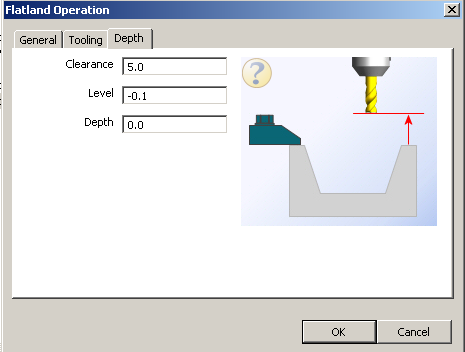 Flatland Operation
General Tooling Depth
Clearance 5.0
Level -0.1
Depth 0.0
?
OK Cancel